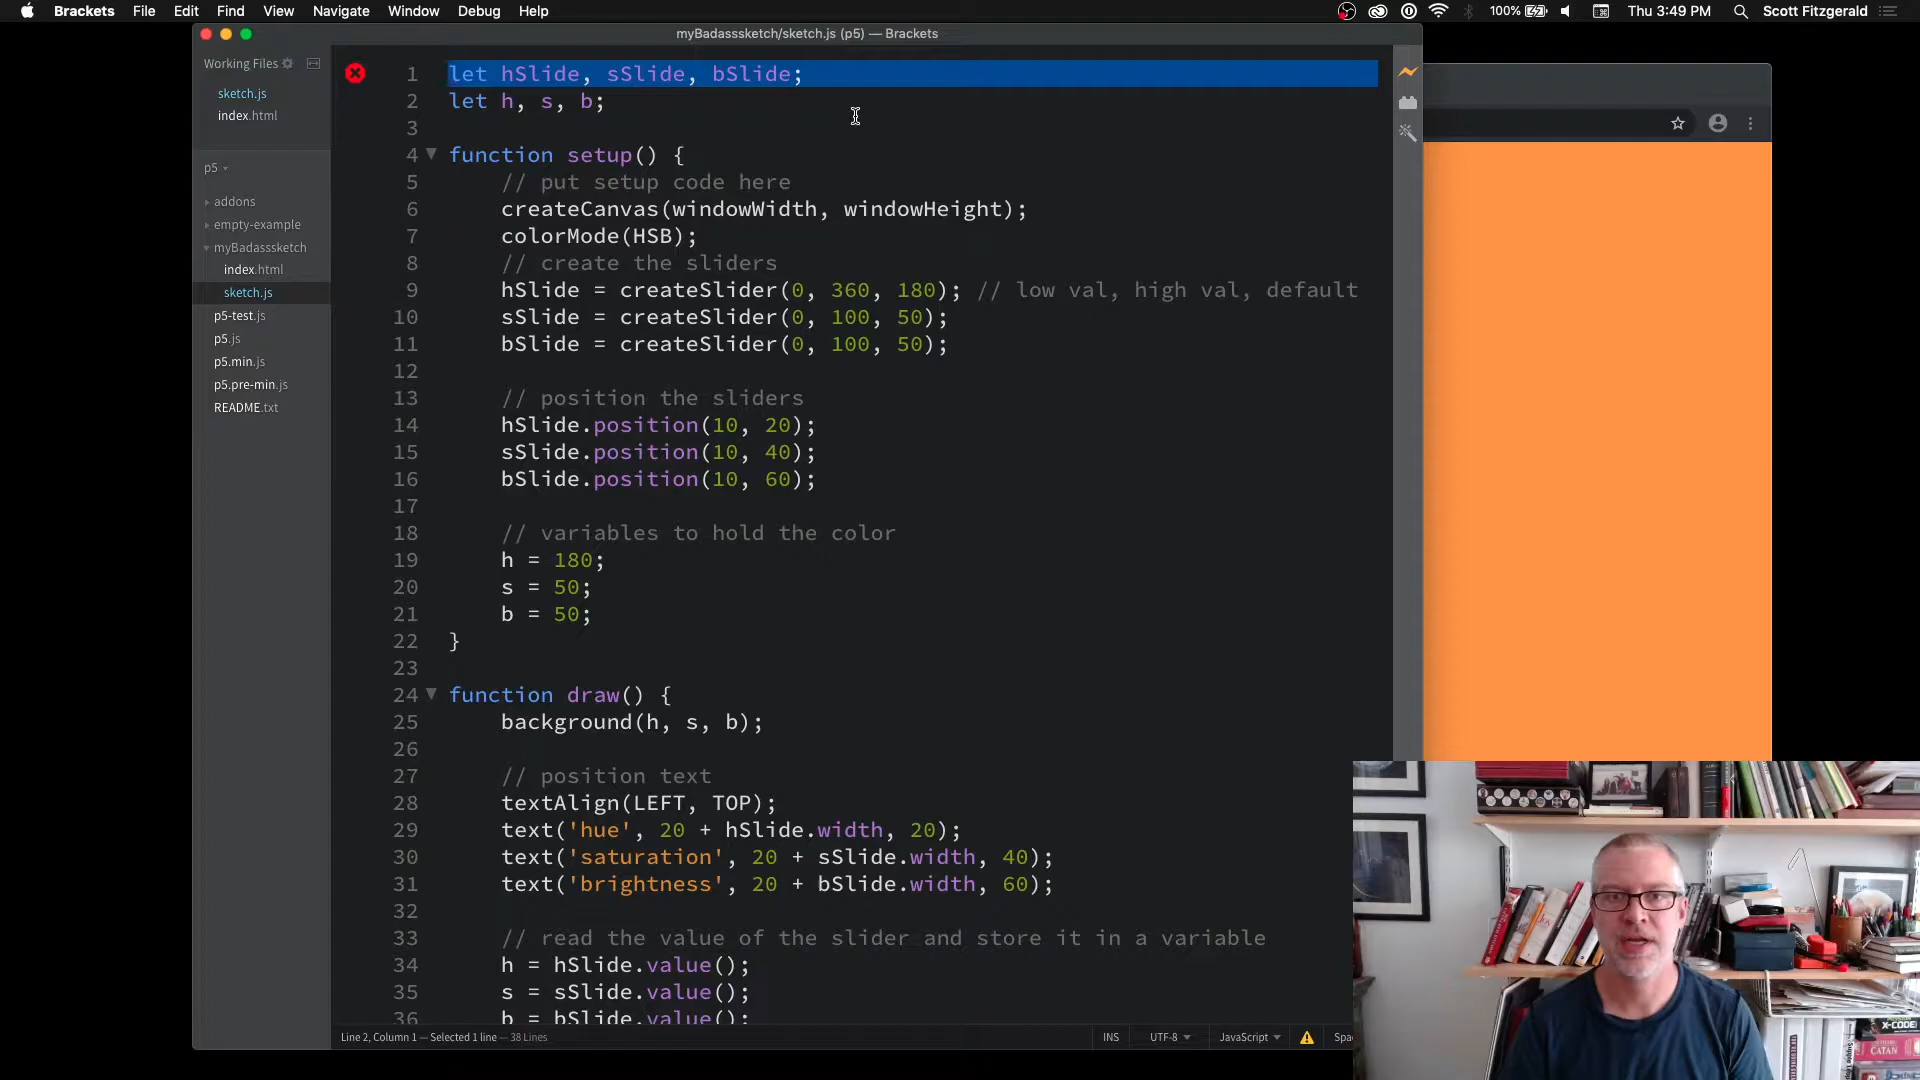 Brackets File Edit Find View Navigate Window Debug Help
100% Thu 3:49 PM Scott Fitzgerald
myBadasssketch/sketch.js (p5) — Brackets
Working Files
sketch.js
index.html
p5
addons
empty-example
myBadasssketch
index.html
sketch.js
p5-test.js
p5.js
p5.min.js
p5.pre-min.js
README.txt
1 let hSlide, sSlide, bSlide;
2 let h, s, b;
3
4 function setup() {
5 // put setup code here
6 createCanvas(windowWidth, windowHeight);
7 colorMode(HSB);
8 // create the sliders
9 hSlide = createSlider(0, 360, 180); // low val, high val, default
10 sSlide = createSlider(0, 100, 50);
11 bSlide = createSlider(0, 100, 50);
12
13 // position the sliders
14 hSlide.position(10, 20);
15 sSlide.position(10, 40);
16 bSlide.position(10, 60);
17
18 // variables to hold the color
19 h = 180;
20 s = 50;
21 b = 50;
22 }
23
24 function draw() {
25 background(h, s, b);
26
27 // position text
28 textAlign(LEFT, TOP);
29 text('hue', 20 + hSlide.width, 20);
30 text('saturation', 20 + sSlide.width, 40);
31 text('brightness', 20 + bSlide.width, 60);
32
33 // read the value of the slider and store it in a variable
34 h = hSlide.value();
35 s = sSlide.value();
36 b = bSlide.value();
Line 2, Column 1 — Selected 1 line — 38 Lines
INS UTF-8 JavaScript Spac
X-CODE
CATAN